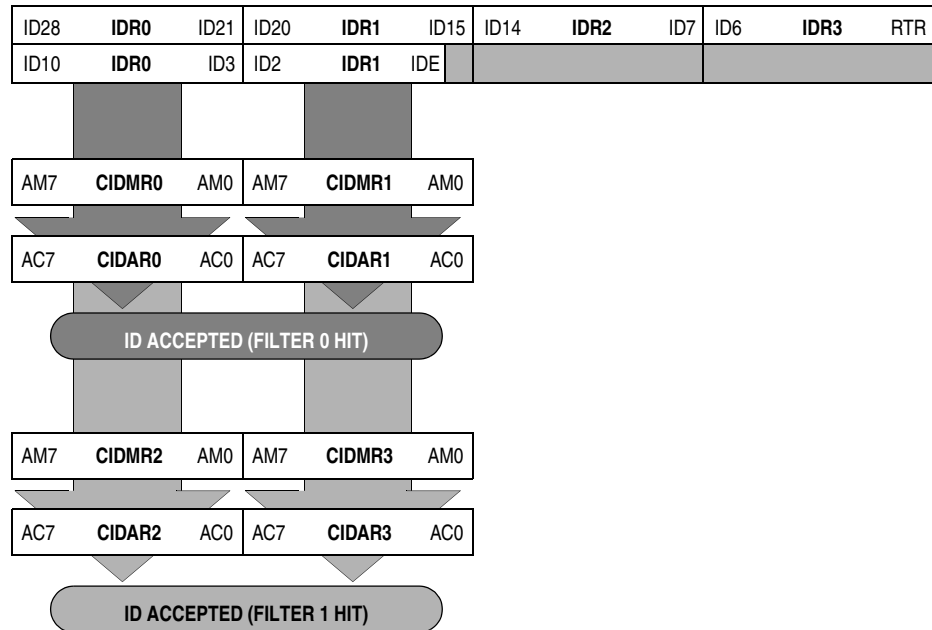 ID28 IDR0 ID21 ID20 IDR1 ID15 ID14 IDR2 ID7 ID6 IDR3 RTR
ID10 IDR0 ID3 ID2 IDR1 IDE
AM7 CIDMR0 AM0 AM7 CIDMR1 AM0
AC7 CIDAR0 AC0 AC7 CIDAR1 AC0
ID ACCEPTED (FILTER 0 HIT)
AM7 CIDMR2 AM0 AM7 CIDMR3 AM0
AC7 CIDAR2 AC0 AC7 CIDAR3 AC0
ID ACCEPTED (FILTER 1 HIT)